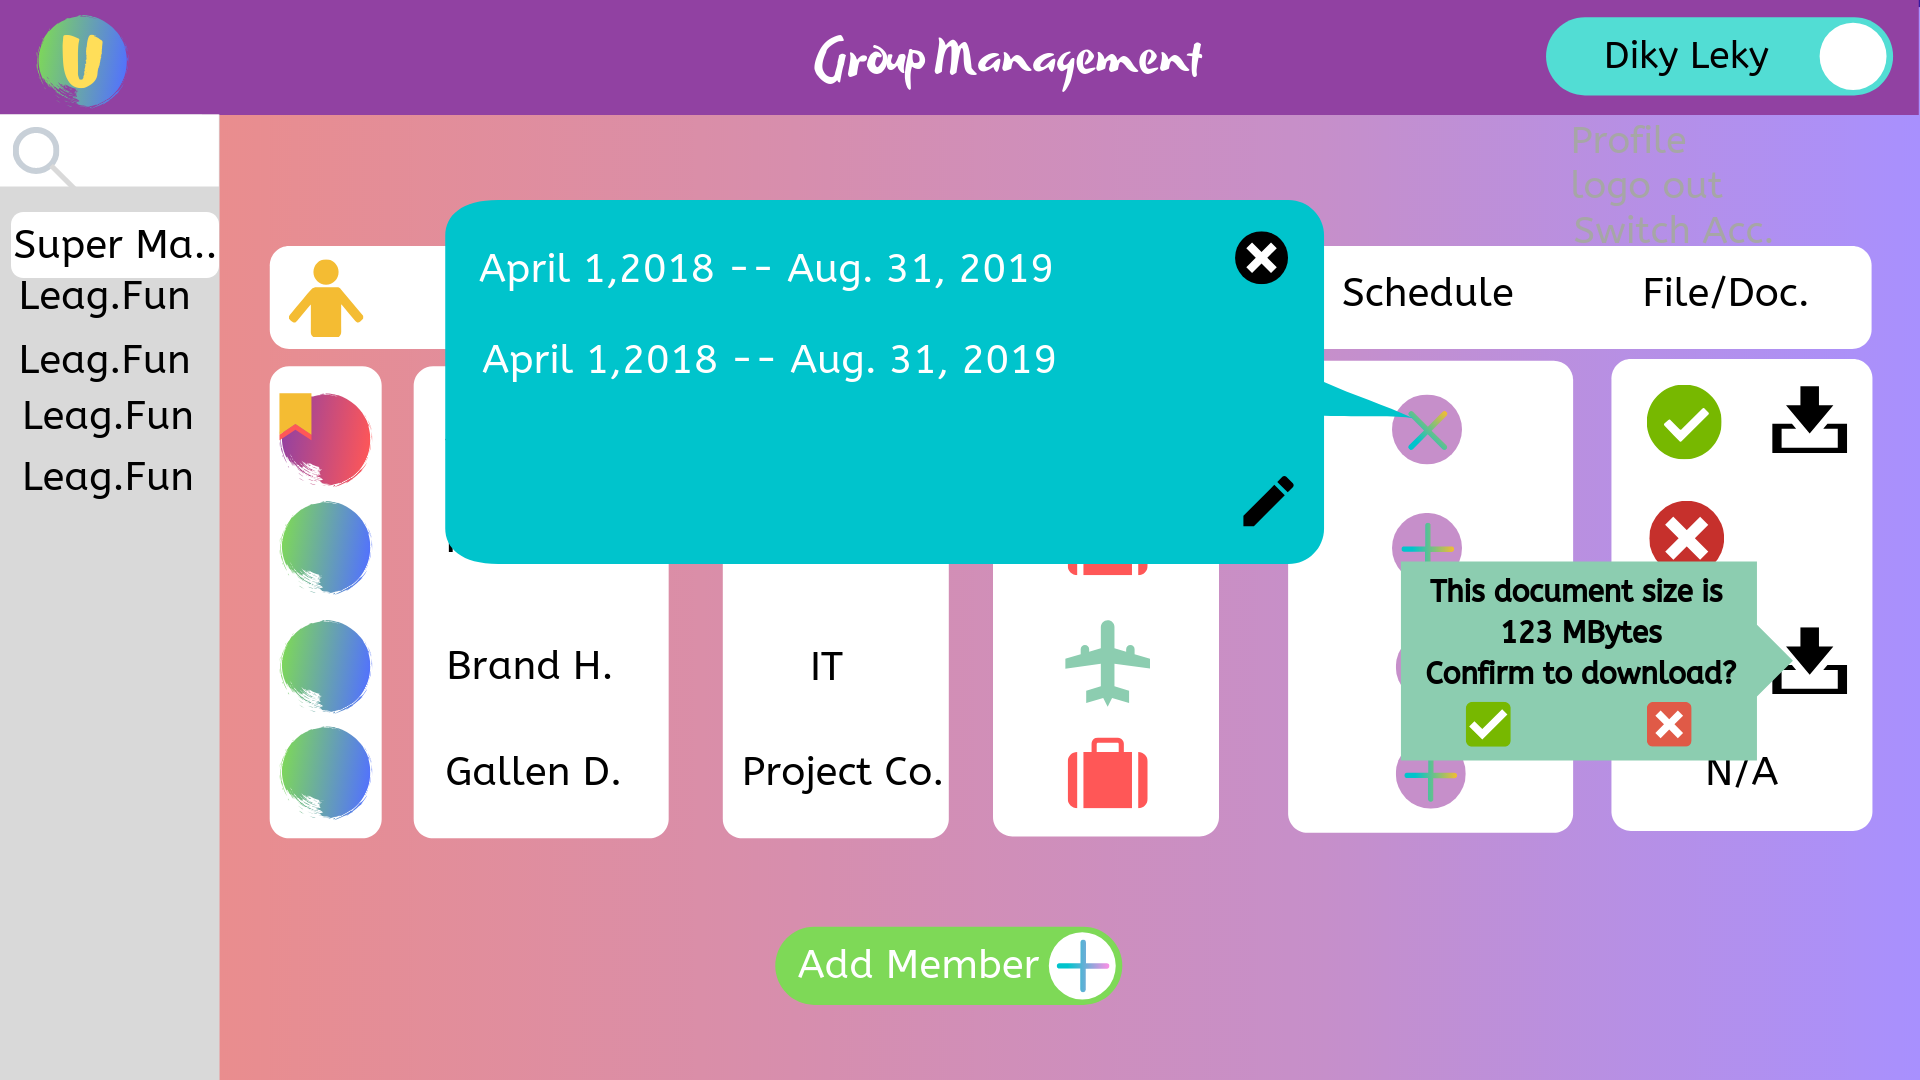 U
Group Management
Diky Leky
Profile
logo out
Switch Acc.
Super Ma..
Leag.Fun
Leag.Fun
Leag.Fun
Leag.Fun
April 1,2018 -- Aug. 31, 2019
April 1,2018 -- Aug. 31, 2019
Schedule
File/Doc.
This document size is
123 MBytes
Confirm to download?
Brand H.
IT
Gallen D.
Project Co.
N/A
Add Member